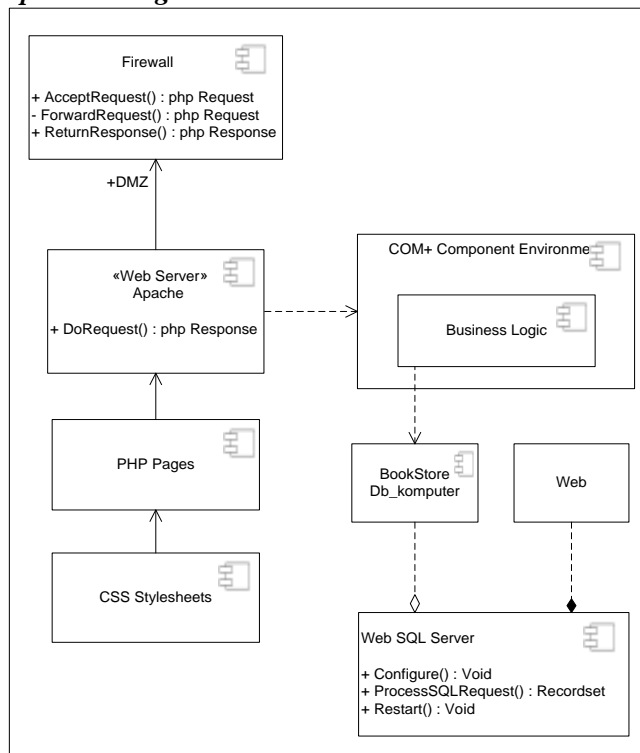 Firewall
+ AcceptRequest() : php Request
- ForwardRequest() : php Request
+ ReturnResponse() : php Response
+DMZ
«Web Server»
Apache
+ DoRequest() : php Response
COM+ Component Environme
Business Logic
PHP Pages
BookStore
Db_komputer
Web
CSS Stylesheets
Web SQL Server
+ Configure() : Void
+ ProcessSQLRequest() : Recordset
+ Restart() : Void